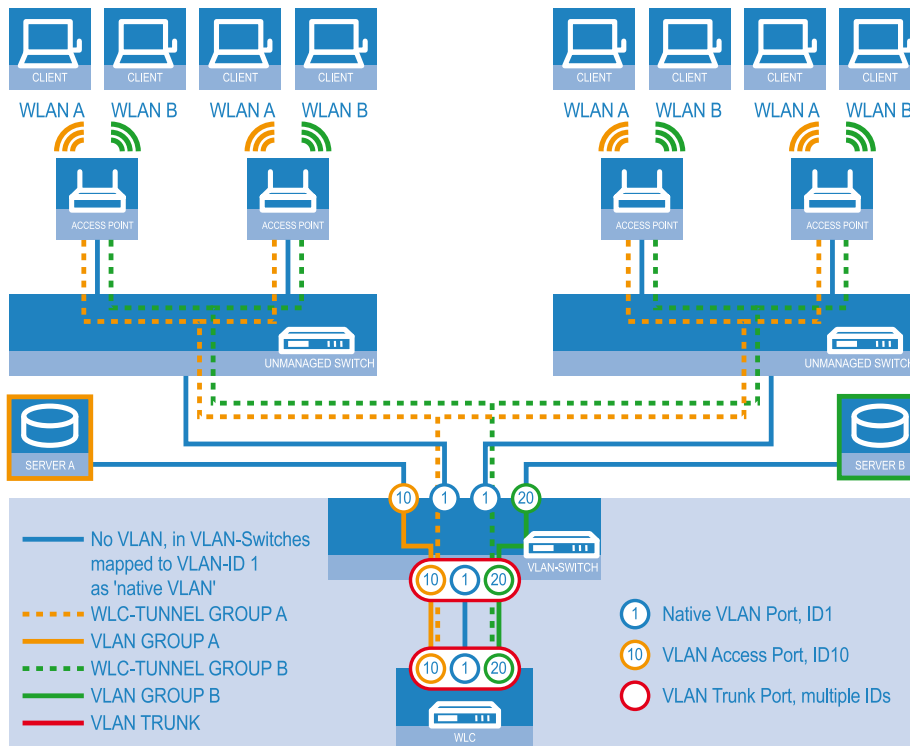 CLIENT CLIENT CLIENT CLIENT CLIENT CLIENT CLIENT CLIENT
WLAN A WLAN B WLAN A WLAN B WLAN A WLAN B WLAN A WLAN B
ACCESS POINT ACCESS POINT ACCESS POINT ACCESS POINT
UNMANAGED SWITCH UNMANAGED SWITCH
SERVER A SERVER B
10 1 1 20
VLAN-SWITCH
10 1 20
10 1 20
WLC
No VLAN, in VLAN-Switches
mapped to VLAN-ID 1
as 'native VLAN'
WLC-TUNNEL GROUP A
VLAN GROUP A
WLC-TUNNEL GROUP B
VLAN GROUP B
VLAN TRUNK
1 Native VLAN Port, ID1
10 VLAN Access Port, ID10
VLAN Trunk Port, multiple IDs